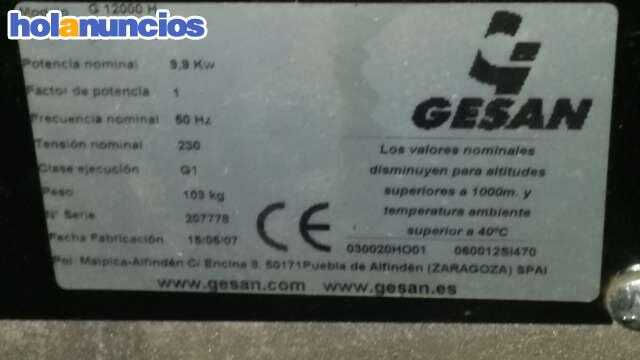 holanuncios
G 12000 H
Potencia nominal 9,9 Kw
Factor de potencia 1
Frecuencia nominal 50 Hz
Tensión nominal 230
Clase ejecución G1
Peso 103 kg
Nº Serie 207778
Fecha Fabricación 15/05/07
GESAN
Los valores nominales
disminuyen para altitudes
superiores a 1000m. y
temperatura ambiente
superior a 40ºC
CE
030020HO01 060012SI470
Pol. Malpica-Alfindén C/ Encina 8. 50171Puebla de Alfindén (ZARAGOZA) SPAI
www.gesan.com www.gesan.es